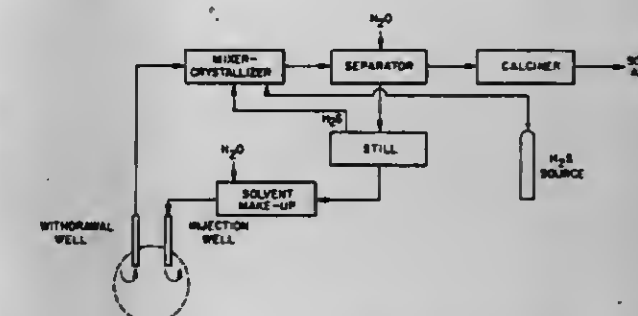 H₂O
MIXER-
CRYSTALLIZER
SEPARATOR
CALCINER
H₂S
STILL
H₂S
SOURCE
H₂O
SOLVENT
MAKE-UP
WITHDRAWAL
WELL
INJECTION
WELL